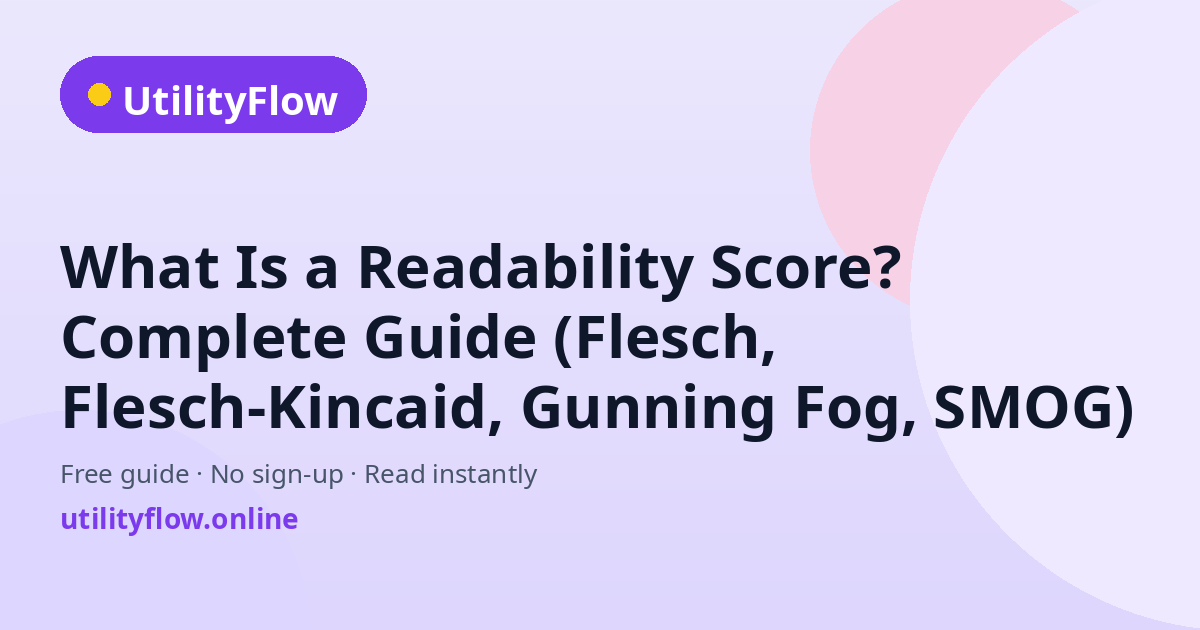 UtilityFlow
What Is a Readability Score?
Complete Guide (Flesch,
Flesch-Kincaid, Gunning Fog, SMOG)
Free guide · No sign-up · Read instantly
utilityflow.online